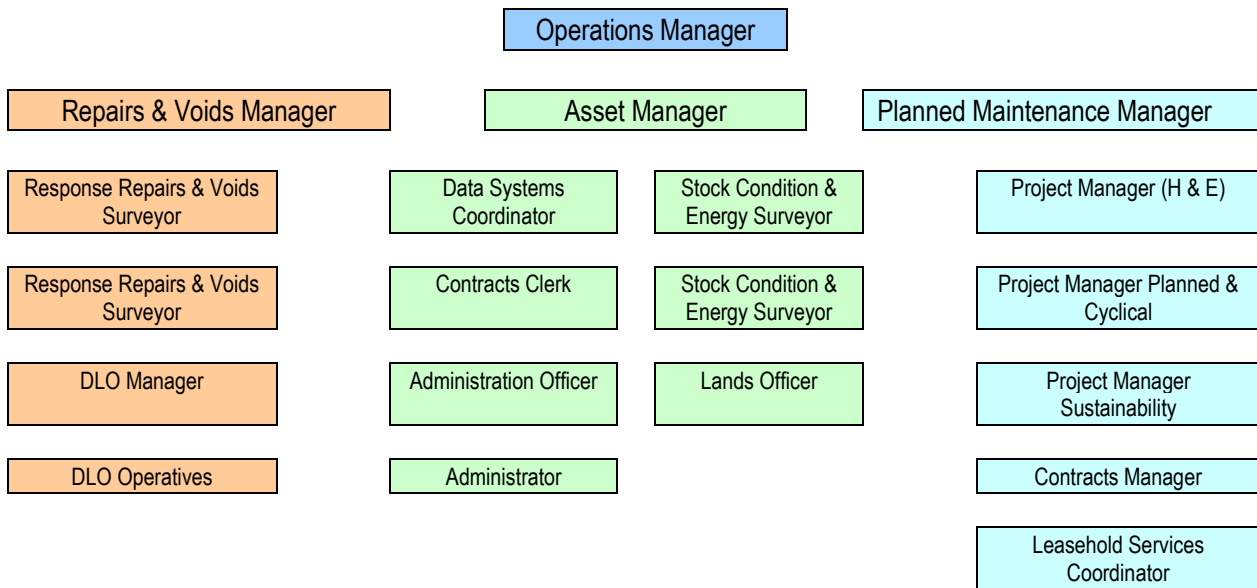 Operations Manager
Repairs & Voids Manager
Asset Manager
Planned Maintenance Manager
Response Repairs & Voids
Surveyor
Data Systems
Coordinator
Stock Condition &
Energy Surveyor
Project Manager (H & E)
Response Repairs & Voids
Surveyor
Contracts Clerk
Stock Condition &
Energy Surveyor
Project Manager Planned &
Cyclical
DLO Manager
Administration Officer
Lands Officer
Project Manager
Sustainability
DLO Operatives
Administrator
Contracts Manager
Leasehold Services
Coordinator